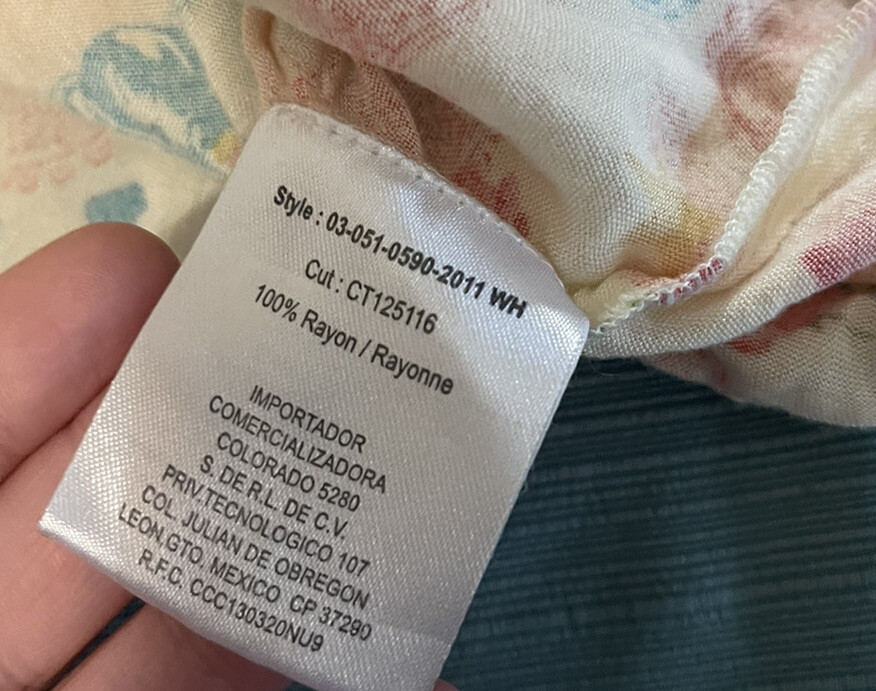 Style : 03-051-0590-2011 WH
Cut : CT125116
100% Rayon / Rayonne
IMPORTADOR
COMERCIALIZADORA
COLORADO 5280
S. DE R.L. DE C.V.
PRIV.TECNOLOGICO 107
COL. JULIAN DE OBREGON
LEON,GTO, MEXICO CP 37290
R.F.C. CCC130320NU9